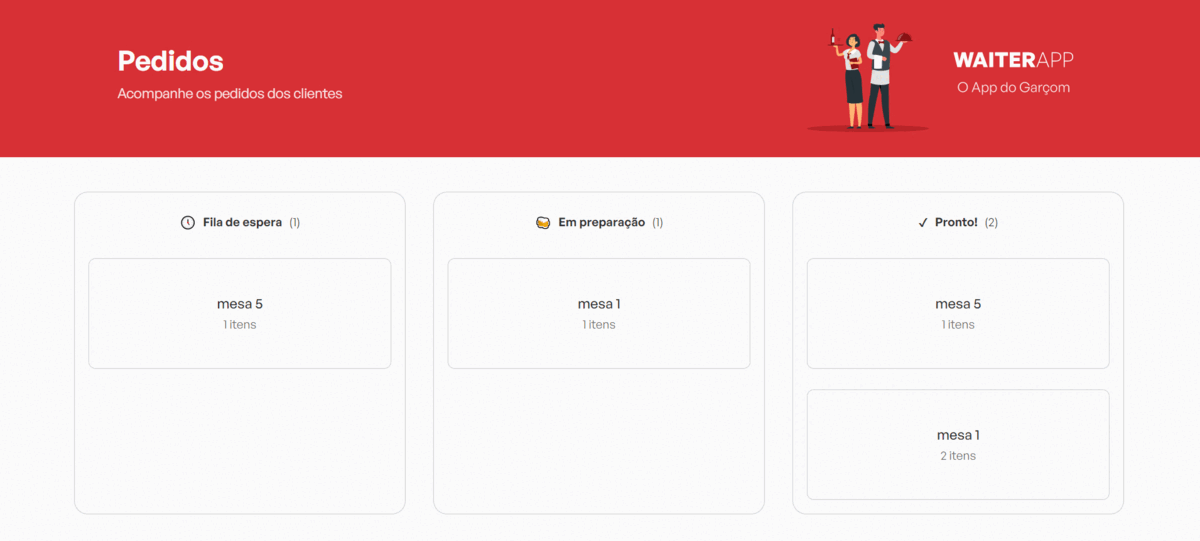 Pedidos
Acompanhe os pedidos dos clientes
WAITERAPP
O App do Garçom
Fila de espera (1)
mesa 5
1 itens
Em preparação (1)
mesa 1
1 itens
Pronto! (2)
mesa 5
1 itens
mesa 1
2 itens